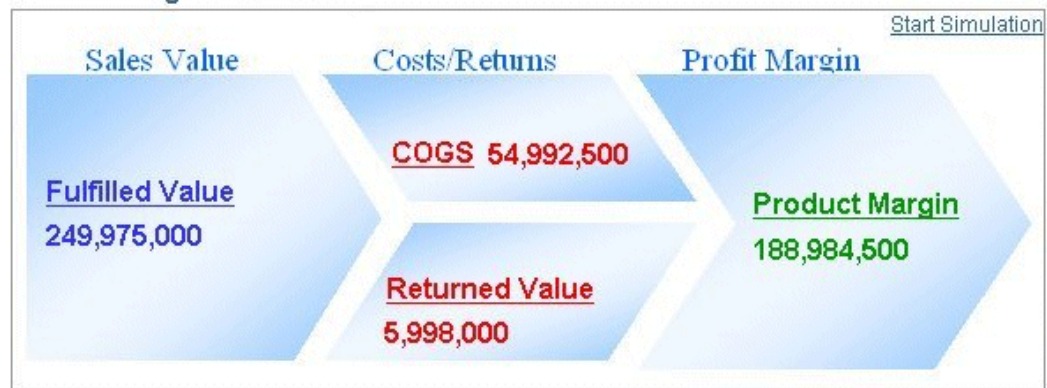 Start Simulation
Sales Value
Costs/Returns
Profit Margin
COGS 54,992,500
Fulfilled Value
249,975,000
Product Margin
188,984,500
Returned Value
5,998,000